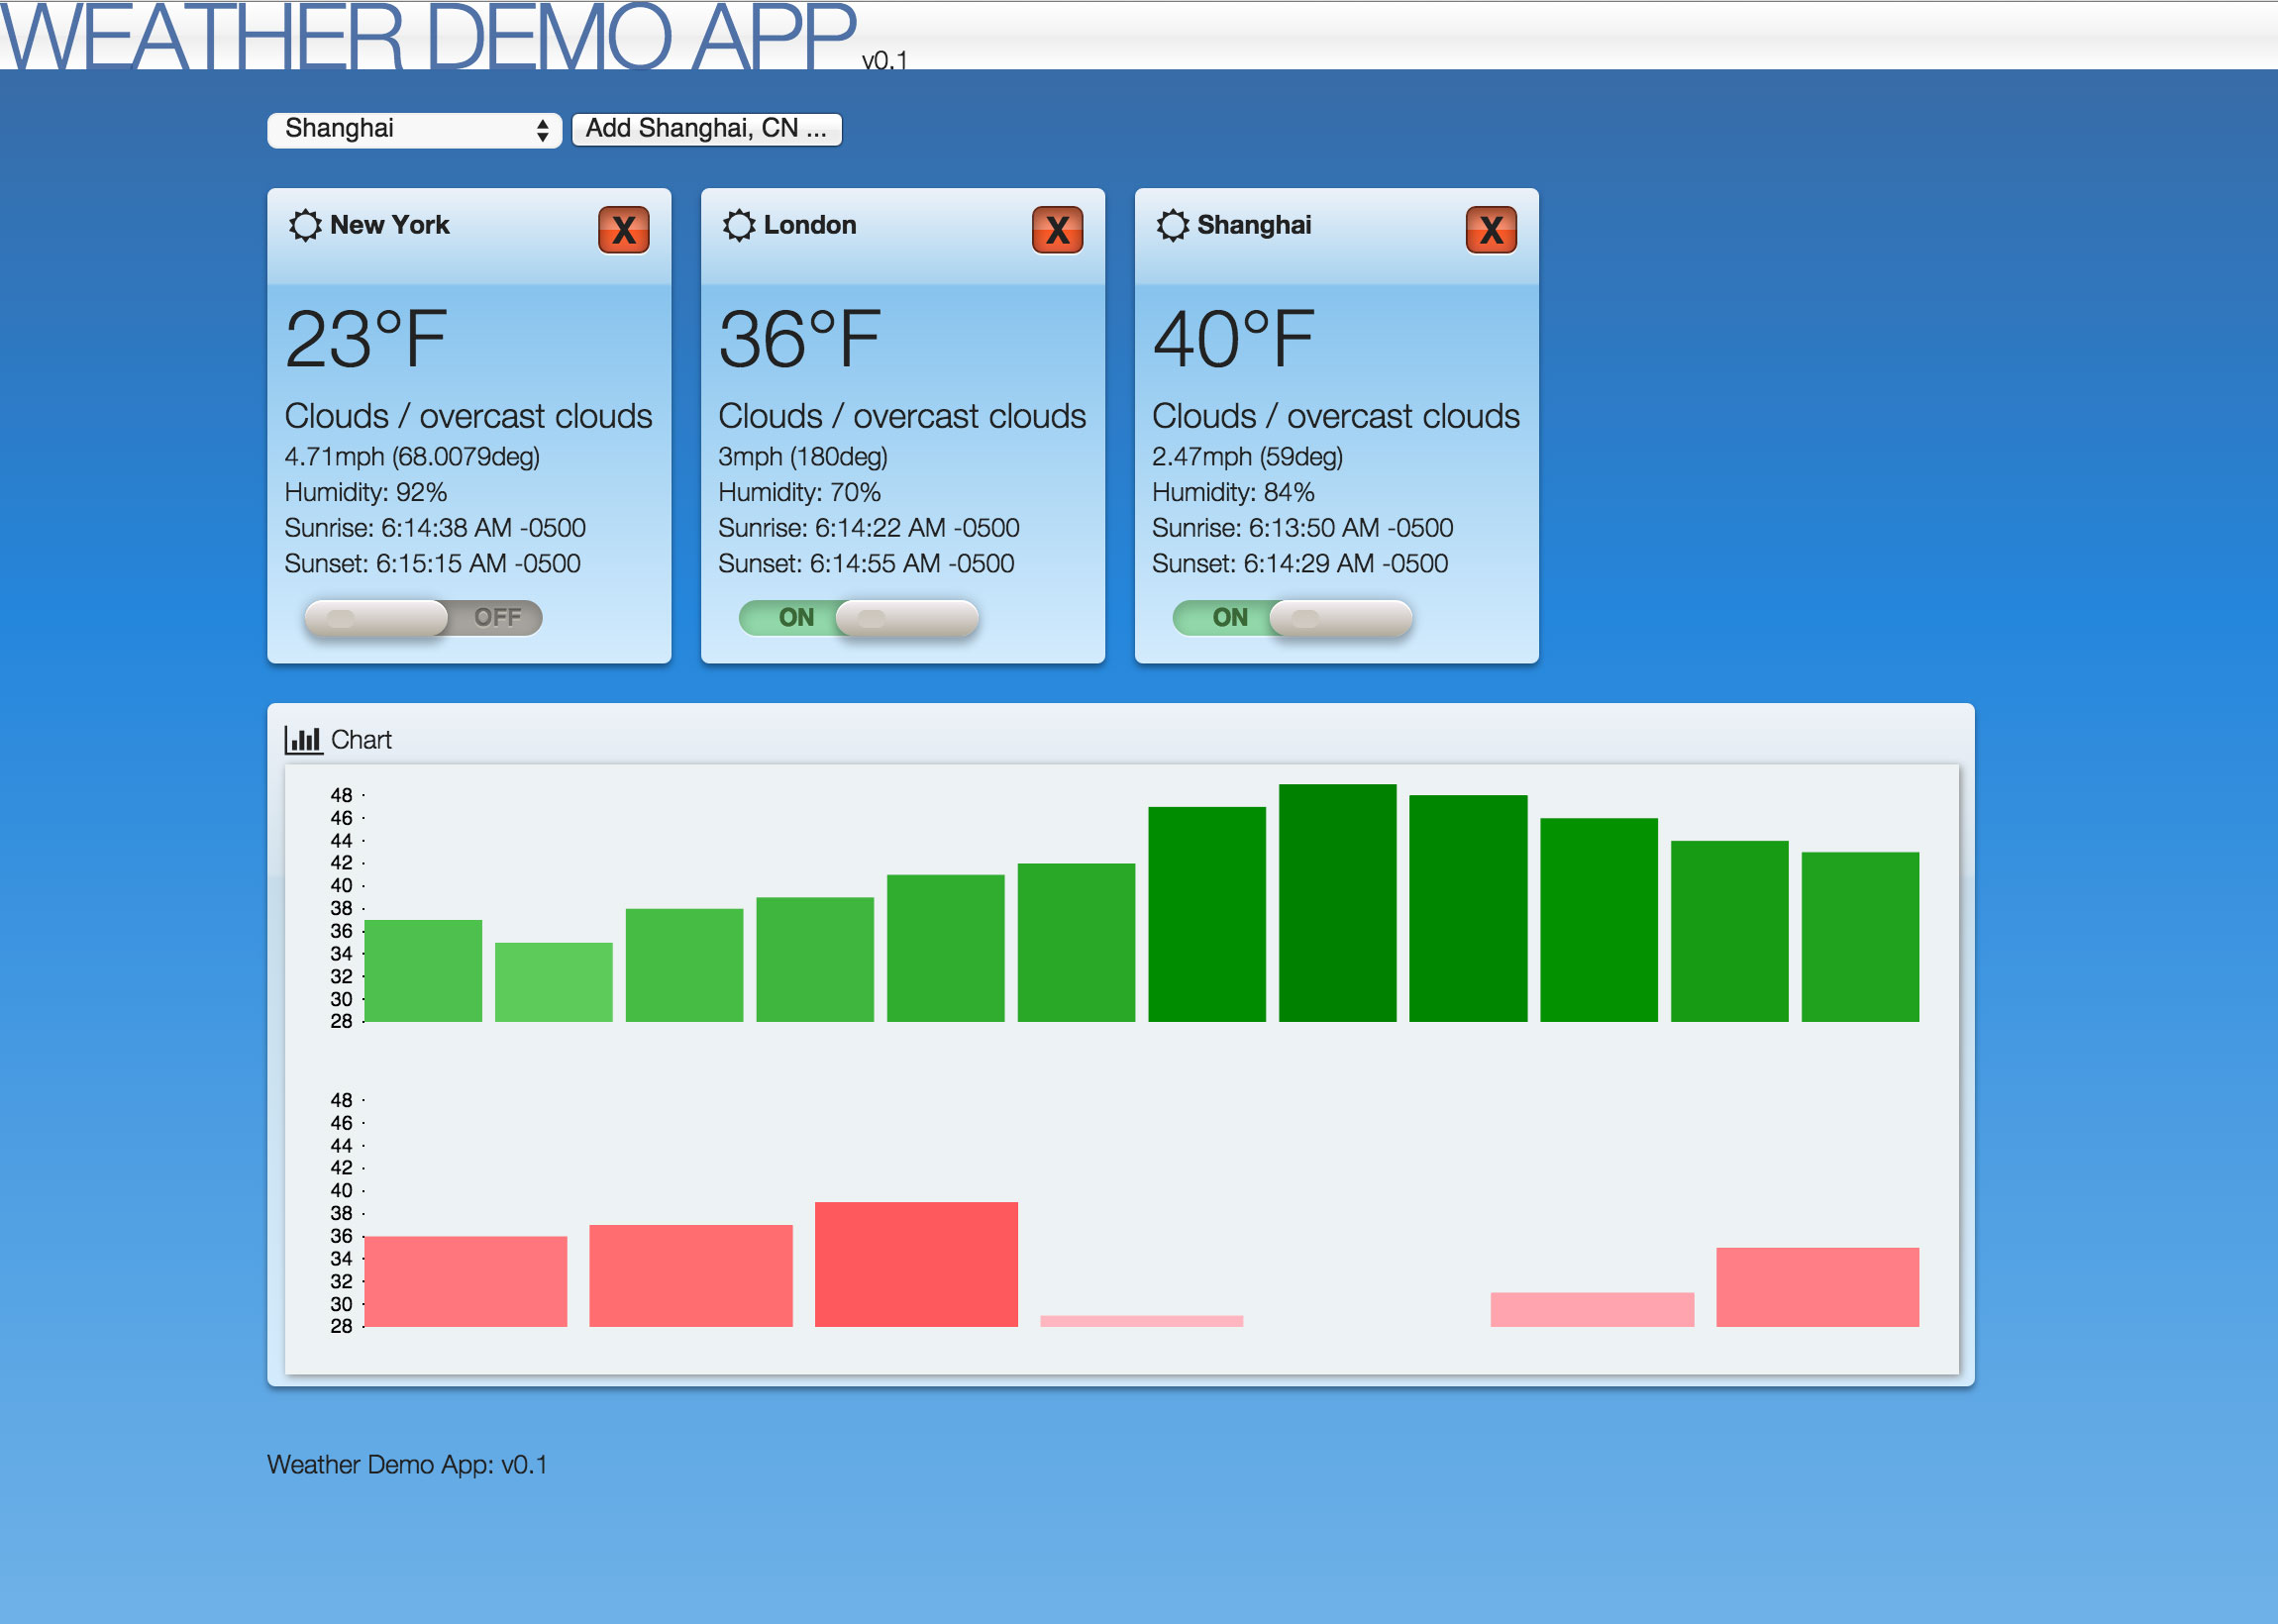 WEATHER DEMO APP v0.1
Shanghai
Add Shanghai, CN ...
New York X
23°F
Clouds / overcast clouds
4.71mph (68.0079deg)
Humidity: 92%
Sunrise: 6:14:38 AM -0500
Sunset: 6:15:15 AM -0500
OFF
London X
36°F
Clouds / overcast clouds
3mph (180deg)
Humidity: 70%
Sunrise: 6:14:22 AM -0500
Sunset: 6:14:55 AM -0500
ON
Shanghai X
40°F
Clouds / overcast clouds
2.47mph (59deg)
Humidity: 84%
Sunrise: 6:13:50 AM -0500
Sunset: 6:14:29 AM -0500
ON
Chart
48
46
44
42
40
38
36
34
32
30
28
48
46
44
42
40
38
36
34
32
30
28
Weather Demo App: v0.1